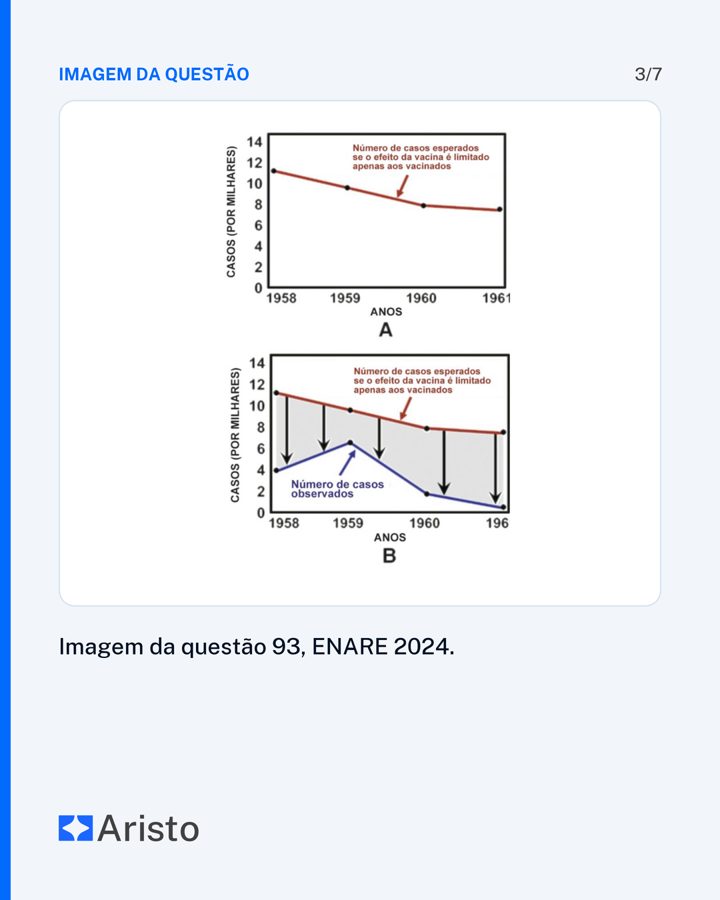 IMAGEM DA QUESTÃO
3/7
CASOS (POR MILHARES)
14
12
10
8
6
4
2
0
Número de casos esperados
se o efeito da vacina é limitado
apenas aos vacinados
1958 1959 1960 1961
ANOS
A
CASOS (POR MILHARES)
14
12
10
8
6
4
2
0
Número de casos esperados
se o efeito da vacina é limitado
apenas aos vacinados
Número de casos
observados
1958 1959 1960 196
ANOS
B
Imagem da questão 93, ENARE 2024.
Aristo